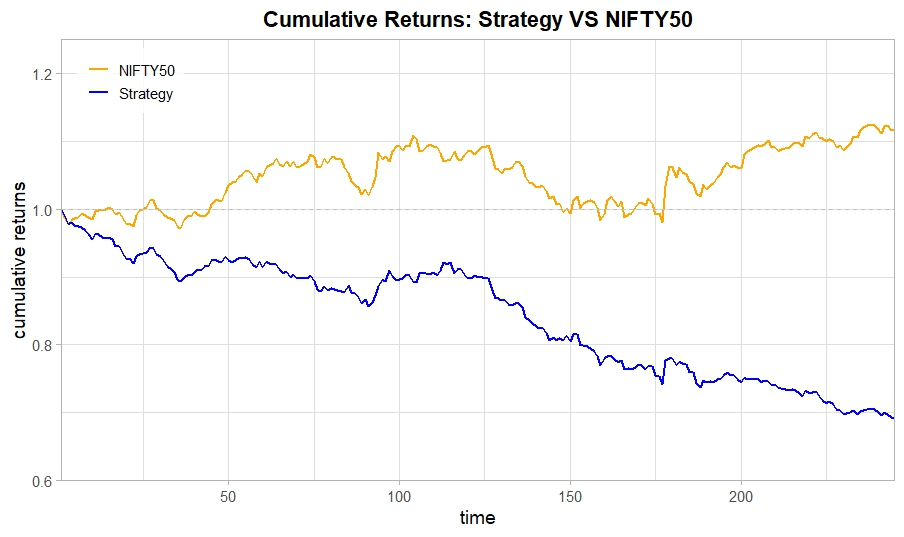 Cumulative Returns: Strategy VS NIFTY50
NIFTY50
Strategy
cumulative returns
1.2
1.0
0.8
0.6
50
100
150
200
time